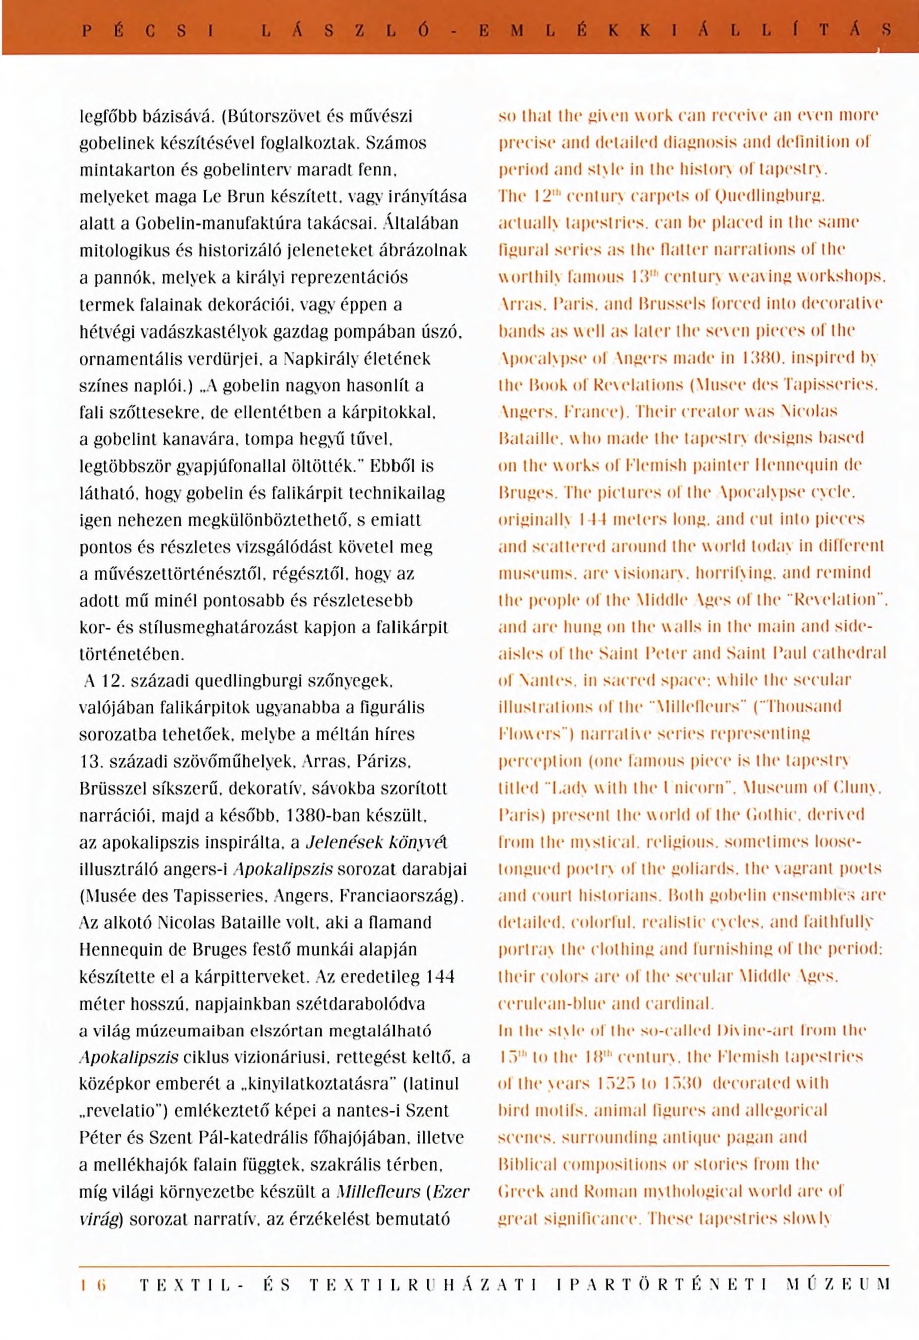 PÉCSI LÁSZLÓ-EMLÉKKIÁLLÍTÁS
legfőbb bázisává. (Bútorszövet és művészi
gobelinek készítésével foglalkoztak. Számos
mintakarton és gobelinterv maradt fenn,
melyeket maga Le Brun készített, vagy irányítása
alatt a Gobelin-manufaktúra takácsai. Általában
mitologikus és historizáló jeleneteket ábrázolnak
a pannók, melyek a királyi reprezentációs
termek falainak dekorációi, vagy éppen a
hétvégi vadászkastélyok gazdag pompában úszó,
ornamentális verdürjei, a Napkirály életének
színes naplói.) „A gobelin nagyon hasonlít a
fali szőttesekre, de ellentétben a kárpitokkal,
a gobelint kanavára, tompa hegyű tűvel,
legtöbbször gyapjúfonallal öltötték." Ebből is
látható, hogy gobelin és falikárpit technikailag
igen nehezen megkülönböztethető, s emiatt
pontos és részletes vizsgálódást követel meg
a művészettörténésztől, régésztől, hogy az
adott mű minél pontosabb és részletesebb
kor- és stílusmeghatározást kapjon a falikárpit
történetében.
A 12. századi quedlingburgi szőnyegek,
valójában falikárpitok ugyanabba a figurális
sorozatba tehetőek, melybe a méltán híres
13. századi szövőműhelyek, Arras, Párizs,
Brüsszel síkszerű, dekoratív, sávokba szorított
narrációi, majd a később, 1380-ban készült,
az apokalipszis inspirálta, a Jelenések könyvét
illusztráló angers-i Apokalipszis sorozat darabjai
(Musée des Tapisseries, Angers, Franciaország).
Az alkotó Nicolas Bataille volt, aki a flamand
Hennequin de Bruges festő munkái alapján
készítette el a kárpitterveket. Az eredetileg 144
méter hosszú, napjainkban szétdarabolódva
a világ múzeumaiban elszórtan megtalálható
Apokalipszis ciklus vizionáriusi, rettegést keltő, a
középkor emberét a „kinyilatkoztatásra" (latinul
„revelatio") emlékeztető képei a nantes-i Szent
Péter és Szent Pál-katedrális főhajójában, illetve
a mellékhajók falain függtek, szakrális térben,
míg világi környezetbe készült a Millefleurs (Ezer
virág) sorozat narratív, az érzékelést bemutató
so that the given work can receive an even more
precise and detailed diagnosis and definition of
period and style in the history of tapestry.
The 12th century carpets of Quedlingburg,
actually tapestries, can be placed in the same
figural series as the flatter narrations of the
worthily famous 13th century weaving workshops,
Arras, Paris, and Brussels forced into decorative
bands as well as later the seven pieces of the
Apocalypse of Angers made in 1380, inspired by
the Book of Revelations (Musee des Tapisseries,
Angers, France). Their creator was Nicolas
Bataille, who made the tapestry designs based
on the works of Flemish painter Hennequin de
Bruges. The pictures of the Apocalypse cycle,
originally 144 meters long, and cut into pieces
and scattered around the world today in different
museums, are visionary, horrifying, and remind
the people of the Middle Ages of the "Revelation",
and are hung on the walls in the main and side-
aisles of the Saint Peter and Saint Paul cathedral
of Nantes, in sacred space; while the secular
illustrations of the "Millefleurs" ("Thousand
Flowers") narrative series representing
perception (one famous piece is the tapestry
titled "Lady with the Unicorn", Museum of Cluny,
Paris) present the world of the Gothic, derived
from the mystical, religious, sometimes loose-
tongued poetry of the goliards, the vagrant poets
and court historians. Both gobelin ensembles are
detailed, colorful, realistic cycles, and faithfully
portray the clothing and furnishing of the period;
their colors are of the secular Middle Ages,
cerulean-blue and cardinal.
In the style of the so-called Divine-art from the
15th to the 18th century, the Flemish tapestries
of the years 1525 to 1530 decorated with
bird motifs, animal figures and allegorical
scenes, surrounding antique pagan and
Biblical compositions or stories from the
Greek and Roman mythological world are of
great significance. These tapestries slowly
16 TEXTIL- ÉS TEXTILRUHÁZATI IPARTÖRTÉNETI MÚZEUM